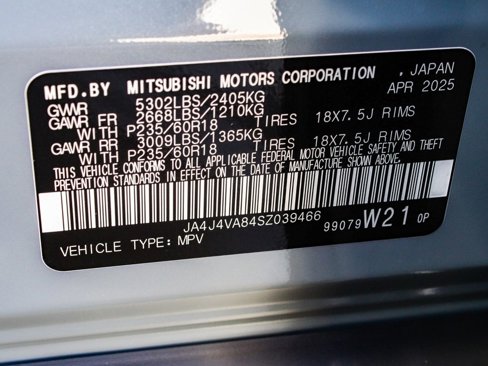 MFD.BY MITSUBISHI MOTORS CORPORATION , JAPAN
APR 2025
GVWR 5302LBS/2405KG
GAWR FR 2668LBS/1210KG
WITH P235/60R18 TIRES 18X7.5J RIMS
GAWR RR 3009LBS/1365KG
WITH P235/60R18 TIRES 18X7.5J RIMS
THIS VEHICLE CONFORMS TO ALL APPLICABLE FEDERAL MOTOR VEHICLE SAFETY AND THEFT
PREVENTION STANDARDS IN EFFECT ON THE DATE OF MANUFACTURE SHOWN ABOVE.
JA4J4VA84SZ039466
VEHICLE TYPE:MPV 99079 W21 0P